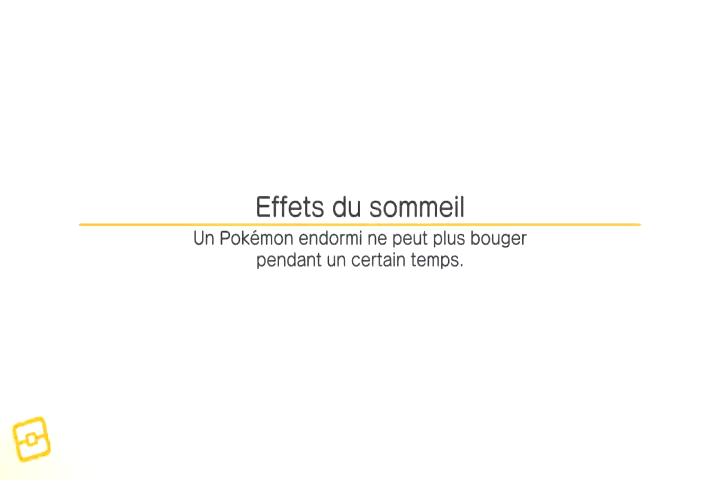 Effets du sommeil
Un Pokémon endormi ne peut plus bouger
pendant un certain temps.